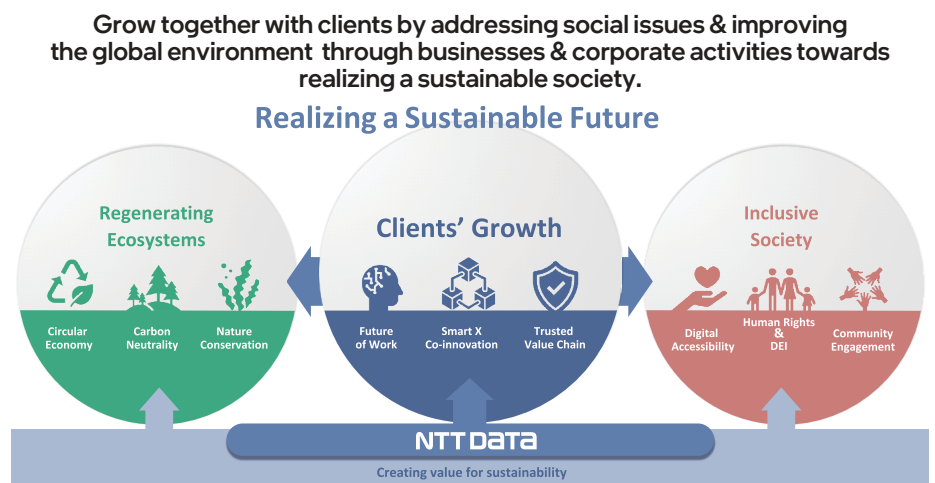 Grow together with clients by addressing social issues & improving
the global environment through businesses & corporate activities towards
realizing a sustainable society.
Realizing a Sustainable Future
Regenerating
Ecosystems
Circular
Economy
Carbon
Neutrality
Nature
Conservation
Clients' Growth
Future
of Work
Smart X
Co-innovation
Trusted
Value Chain
Inclusive
Society
Digital
Accessibility
Human Rights
&
DEI
Community
Engagement
NTT DATA
Creating value for sustainability